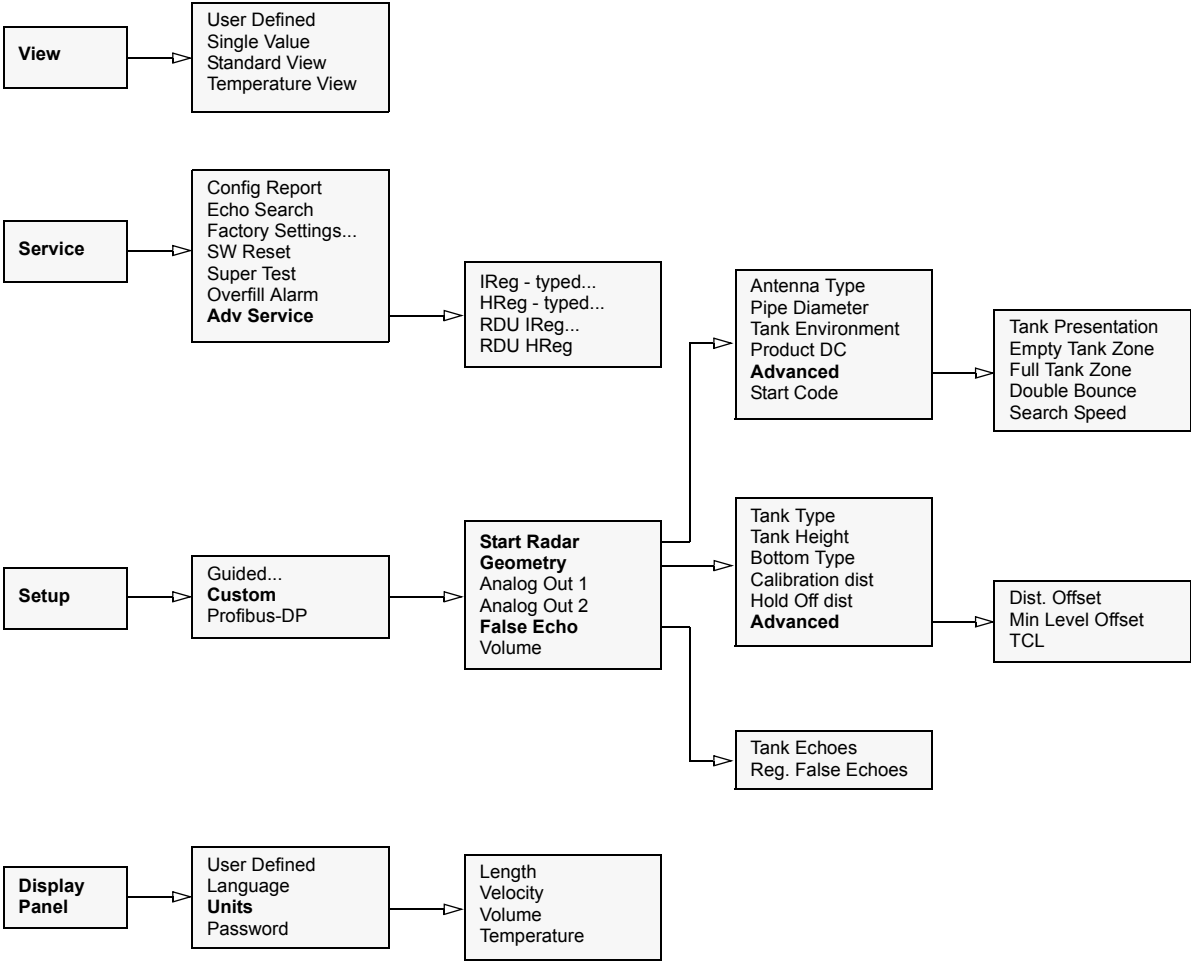 View
User Defined
Single Value
Standard View
Temperature View
Service
Config Report
Echo Search
Factory Settings...
SW Reset
Super Test
Overfill Alarm
Adv Service
IReg - typed...
HReg - typed...
RDU IReg...
RDU HReg
Antenna Type
Pipe Diameter
Tank Environment
Product DC
Advanced
Start Code
Tank Presentation
Empty Tank Zone
Full Tank Zone
Double Bounce
Search Speed
Setup
Guided...
Custom
Profibus-DP
Start Radar
Geometry
Analog Out 1
Analog Out 2
False Echo
Volume
Tank Type
Tank Height
Bottom Type
Calibration dist
Hold Off dist
Advanced
Dist. Offset
Min Level Offset
TCL
Tank Echoes
Reg. False Echoes
Display
Panel
User Defined
Language
Units
Password
Length
Velocity
Volume
Temperature